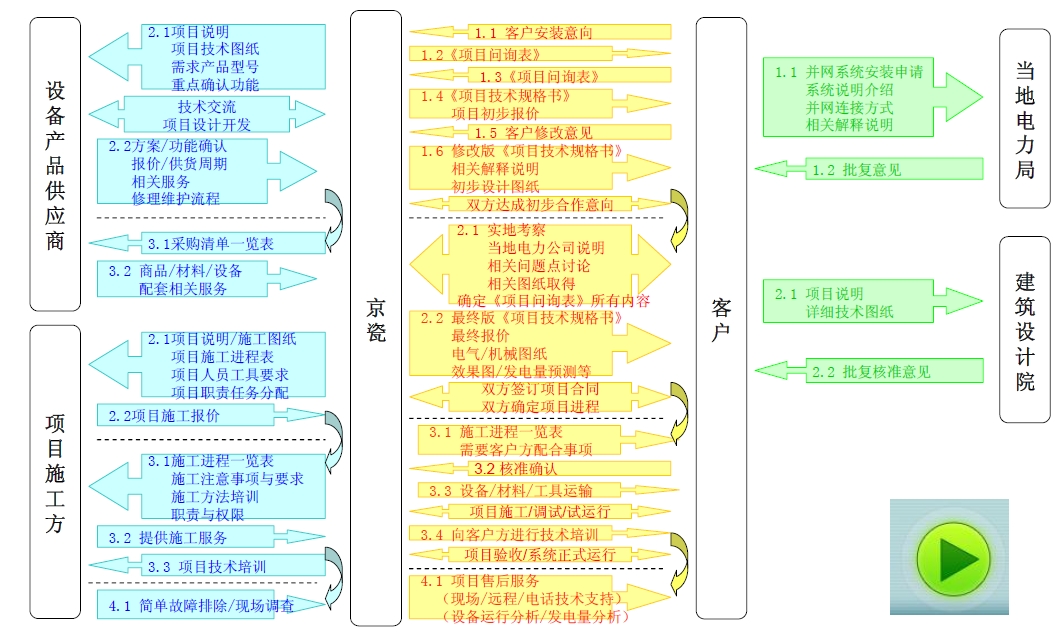 设备产品供应商
2.1项目说明
项目技术图纸
需求产品型号
重点确认功能
技术交流
项目设计开发
2.2方案/功能确认
报价/供货周期
相关服务
修理维护流程
3.1采购清单一览表
3.2 商品/材料/设备
配套相关服务
项目施工方
2.1项目说明/施工图纸
项目施工进程表
项目人员工具要求
项目职责任务分配
2.2项目施工报价
3.1施工进程一览表
施工注意事项与要求
施工方法培训
职责与权限
3.2 提供施工服务
3.3 项目技术培训
4.1 简单故障排除/现场调查
京瓷
1.1 客户安装意向
1.2《项目问询表》
1.3《项目问询表》
1.4《项目技术规格书》
项目初步报价
1.5 客户修改意见
1.6 修改版《项目技术规格书》
相关解释说明
初步设计图纸
双方达成初步合作意向
2.1 实地考察
当地电力公司说明
相关问题点讨论
相关图纸取得
确定《项目问询表》所有内容
2.2 最终版《项目技术规格书》
最终报价
电气/机械图纸
效果图/发电量预测等
双方签订项目合同
双方确定项目进程
3.1 施工进程一览表
需要客户方配合事项
3.2 核准确认
3.3 设备/材料/工具运输
项目施工/调试/试运行
3.4 向客户方进行技术培训
项目验收/系统正式运行
4.1 项目售后服务
（现场/远程/电话技术支持）
（设备运行分析/发电量分析）
客户
1.1 并网系统安装申请
系统说明介绍
并网连接方式
相关解释说明
1.2 批复意见
当地电力局
2.1 项目说明
详细技术图纸
2.2 批复核准意见
建筑设计院